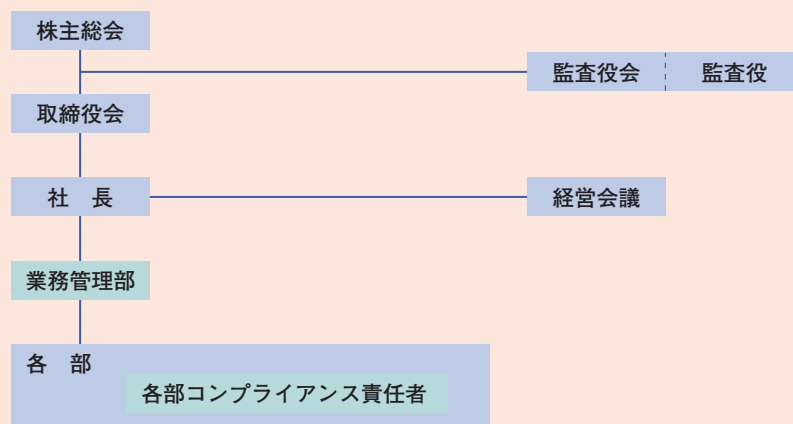 株主総会
監査役会 監査役
取締役会
社　長
経営会議
業務管理部
各　部
各部コンプライアンス責任者